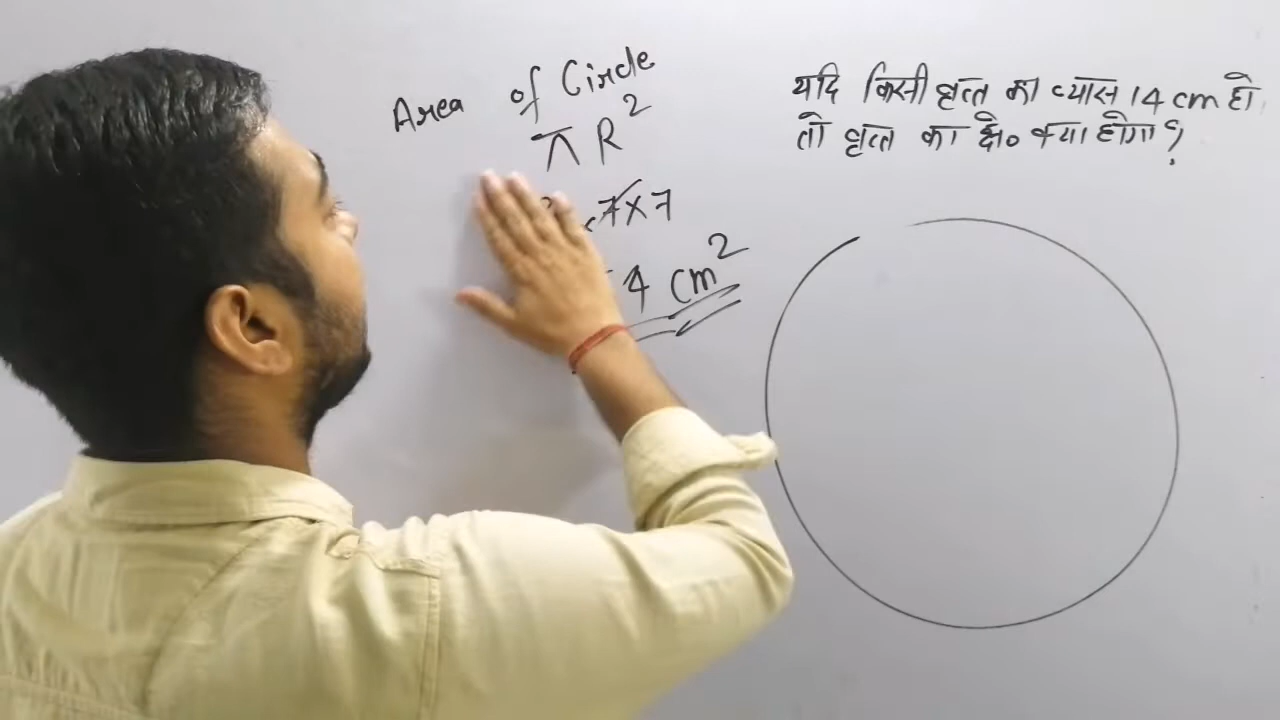 Area of Circle
π R²
7×7
4 cm²
यदि किसी वृत्त का व्यास 14 cm हो
तो वृत्त का क्षे० क्या होगा?